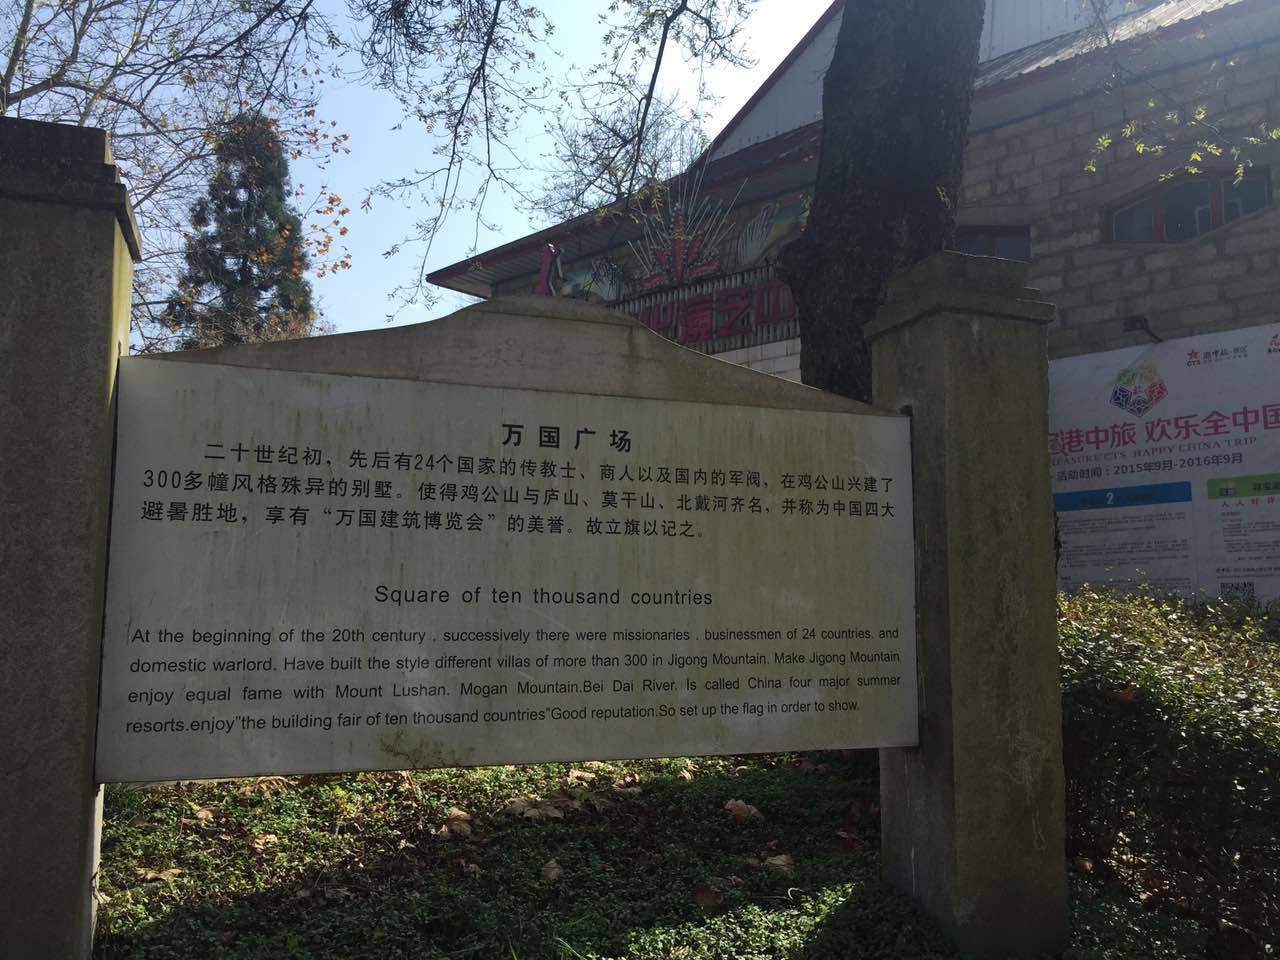 万国广场
二十世纪初，先后有24个国家的传教士、商人以及国内的军阀，在鸡公山兴建了
300多幢风格殊异的别墅。使得鸡公山与庐山、莫干山、北戴河齐名，并称为中国四大
避暑胜地，享有“万国建筑博览会”的美誉。故立旗以记之。
Square of ten thousand countries
At the beginning of the 20th century , successively there were missionaries . businessmen of 24 countries. and
domestic warlord. Have built the style different villas of more than 300 in Jigong Mountain. Make Jigong Mountain
enjoy equal fame with Mount Lushan. Mogan Mountain.Bei Dai River. Is called China four major summer
resorts.enjoy"the building fair of ten thousand countries"Good reputation.So set up the flag in order to show.
CTS
港中旅 欢乐全中国
EASURE CTS HAPPY CHINA TRIP
活动时间：2015年9月-2016年9月
2